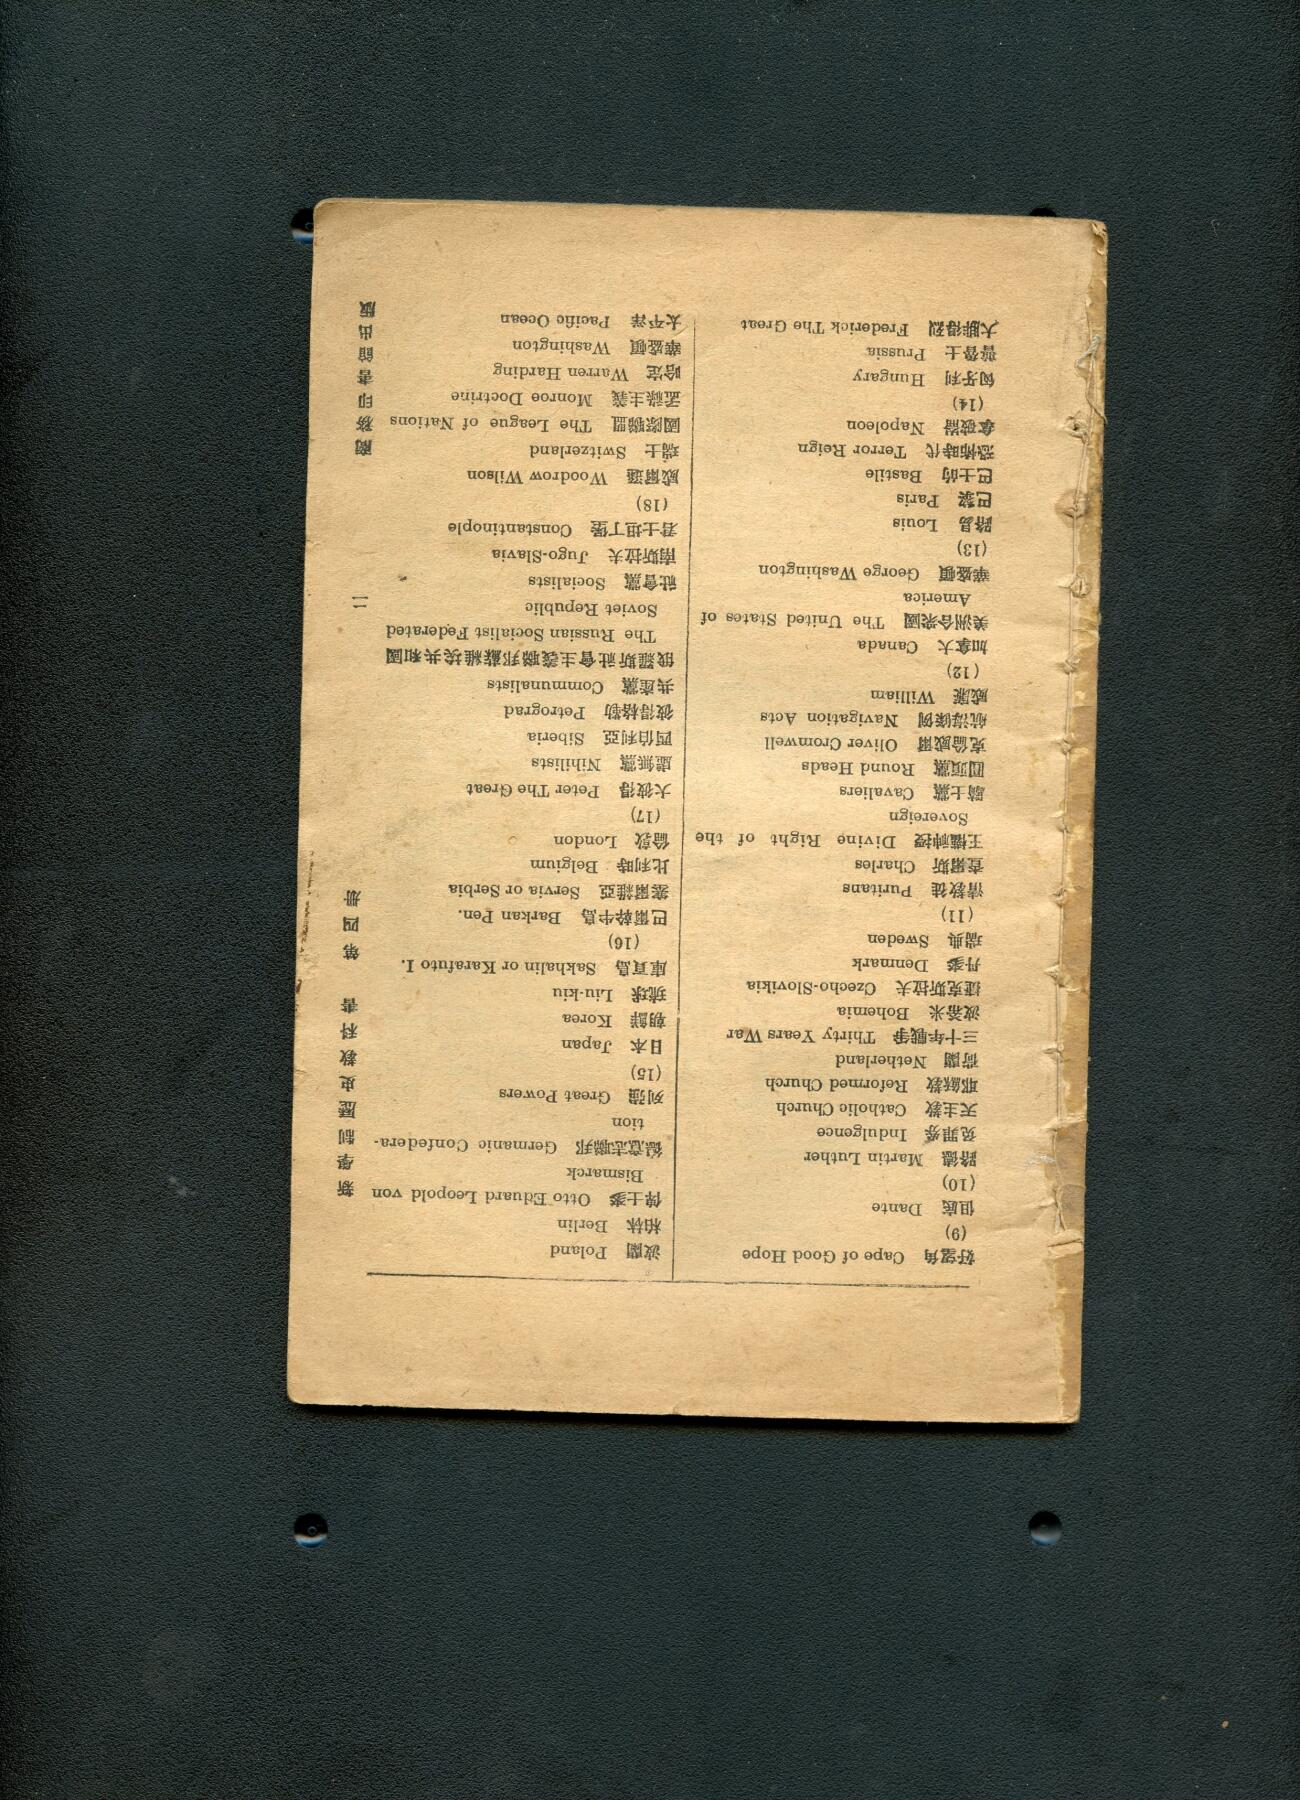 好望角 Cape of Good Hope
(9)
但底 Dante
(10)
路德 Martin Luther
免罪券 Indulgence
天主教 Catholic Church
耶穌教 Reformed Church
荷蘭 Netherland
三十年戰爭 Thirty Years War
波希米 Bohemia
捷克斯拉夫 Czecho-Slovikia
丹麥 Denmark
瑞典 Sweden
(11)
清教徒 Puritans
查爾斯 Charles
王權神授 Divine Right of the
Sovereign
騎士黨 Cavaliers
圓頭黨 Round Heads
克倫威爾 Oliver Cromwell
航海條例 Navigation Acts
威廉 William
(12)
加拿大 Canada
美洲合衆國 The United States of
America
華盛頓 George Washington
(13)
路易 Louis
巴黎 Paris
巴士的 Bastile
恐怖時代 Terror Reign
拿破崙 Napoleon
(14)
匈牙利 Hungary
普魯士 Prussia
大腓得烈 Frederick The Great
波蘭 Poland
柏林 Berlin
俾士麥 Otto Eduard Leopold von
Bismarck
德意志聯邦 Germanic Confedera-
tion
列强 Great Powers
(15)
日本 Japan
朝鮮 Korea
琉球 Liu-kiu
庫頁島 Sakhalin or Karafuto I.
(16)
巴爾幹半島 Barkan Pen.
塞爾維亞 Servia or Serbia
比利時 Belgium
倫敦 London
(17)
大彼得 Peter The Great
虛無黨 Nihilists
西伯利亞 Siberia
彼得格勒 Petrograd
共產黨 Communalists
俄羅斯社會主義聯邦蘇維埃共和國
The Russian Socialist Federated
Soviet Republic
社會黨 Socialists
南斯拉夫 Jugo-Slavia
君士坦丁堡 Constantinople
(18)
威爾遜 Woodrow Wilson
瑞士 Switzerland
國際聯盟 The League of Nations
孟祿主義 Monroe Doctrine
哈定 Warren Harding
華盛頓 Washington
太平洋 Pacific Ocean
新學制歷史教科書 第四册
二
商務印書館出版